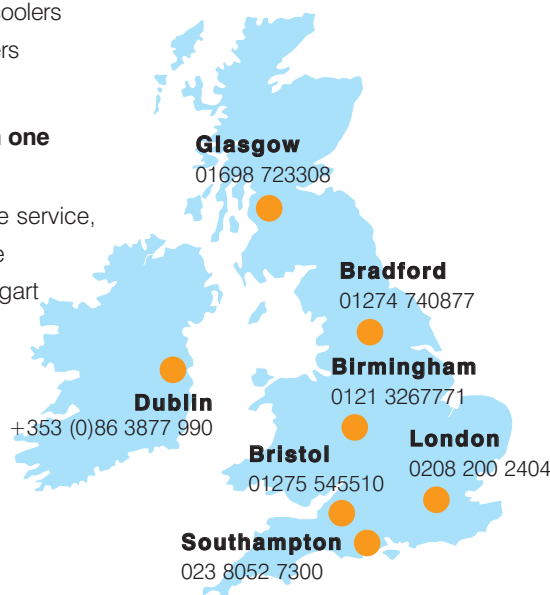 oolers
ers
one
e service,
e
gart
Glasgow
01698 723308
Bradford
01274 740877
Birmingham
0121 3267771
Dublin
+353 (0)86 3877 990
London
0208 200 2404
Bristol
01275 545510
Southampton
023 8052 7300